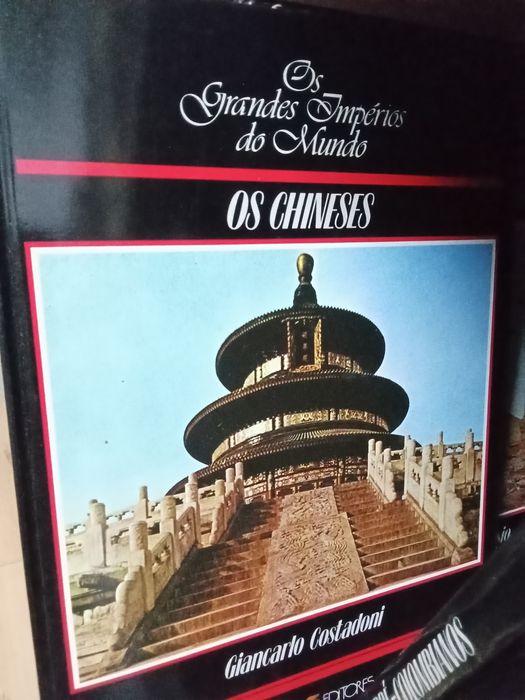 Os
Grandes Impérios
do Mundo
OS CHINESES
Giancarlo Costadoni
EDITORES